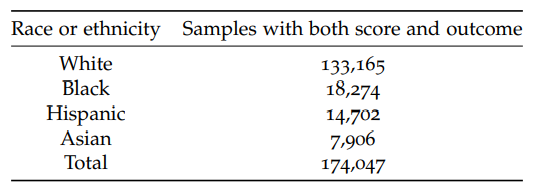 Race or ethnicity Samples with both score and outcome
White 133,165
Black 18,274
Hispanic 14,702
Asian 7,906
Total 174,047